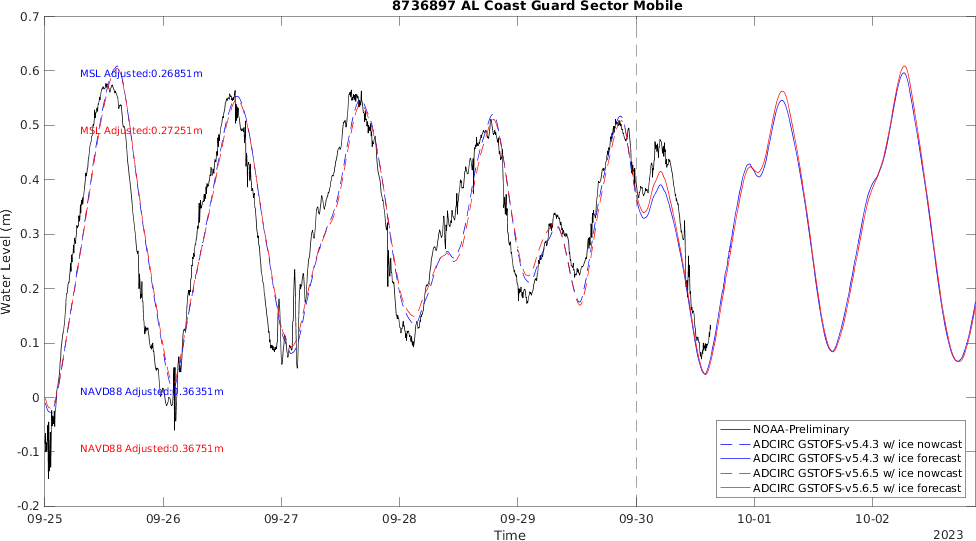 8736897 AL Coast Guard Sector Mobile
0.7
0.6
0.5
0.4
0.3
0.2
0.1
0
-0.1
-0.2
Water Level (m)
MSL Adjusted:0.26851m
MSL Adjusted:0.27251m
NAVD88 Adjusted:0.36351m
NAVD88 Adjusted:0.36751m
NOAA-Preliminary
ADCIRC GSTOFS-v5.4.3 w/ ice nowcast
ADCIRC GSTOFS-v5.4.3 w/ ice forecast
ADCIRC GSTOFS-v5.6.5 w/ ice nowcast
ADCIRC GSTOFS-v5.6.5 w/ ice forecast
09-25 09-26 09-27 09-28 09-29 09-30 10-01 10-02
Time
2023